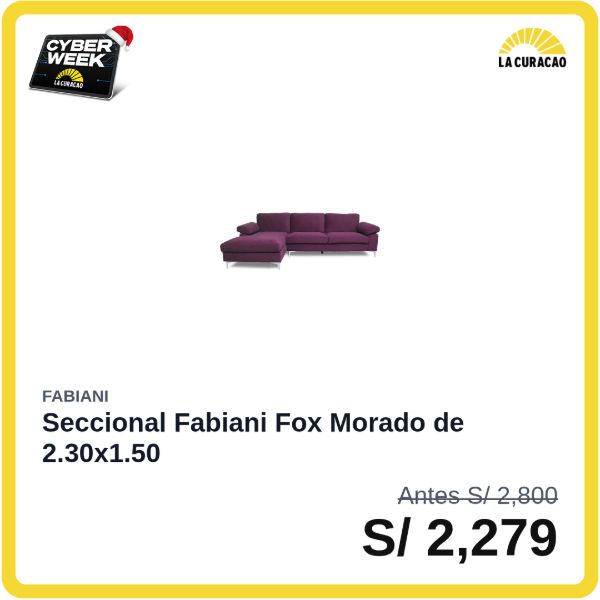 CYBER
WEEK
LA CURACAO
LA CURACAO
FABIANI
Seccional Fabiani Fox Morado de
2.30x1.50
Antes S/ 2,800
S/ 2,279